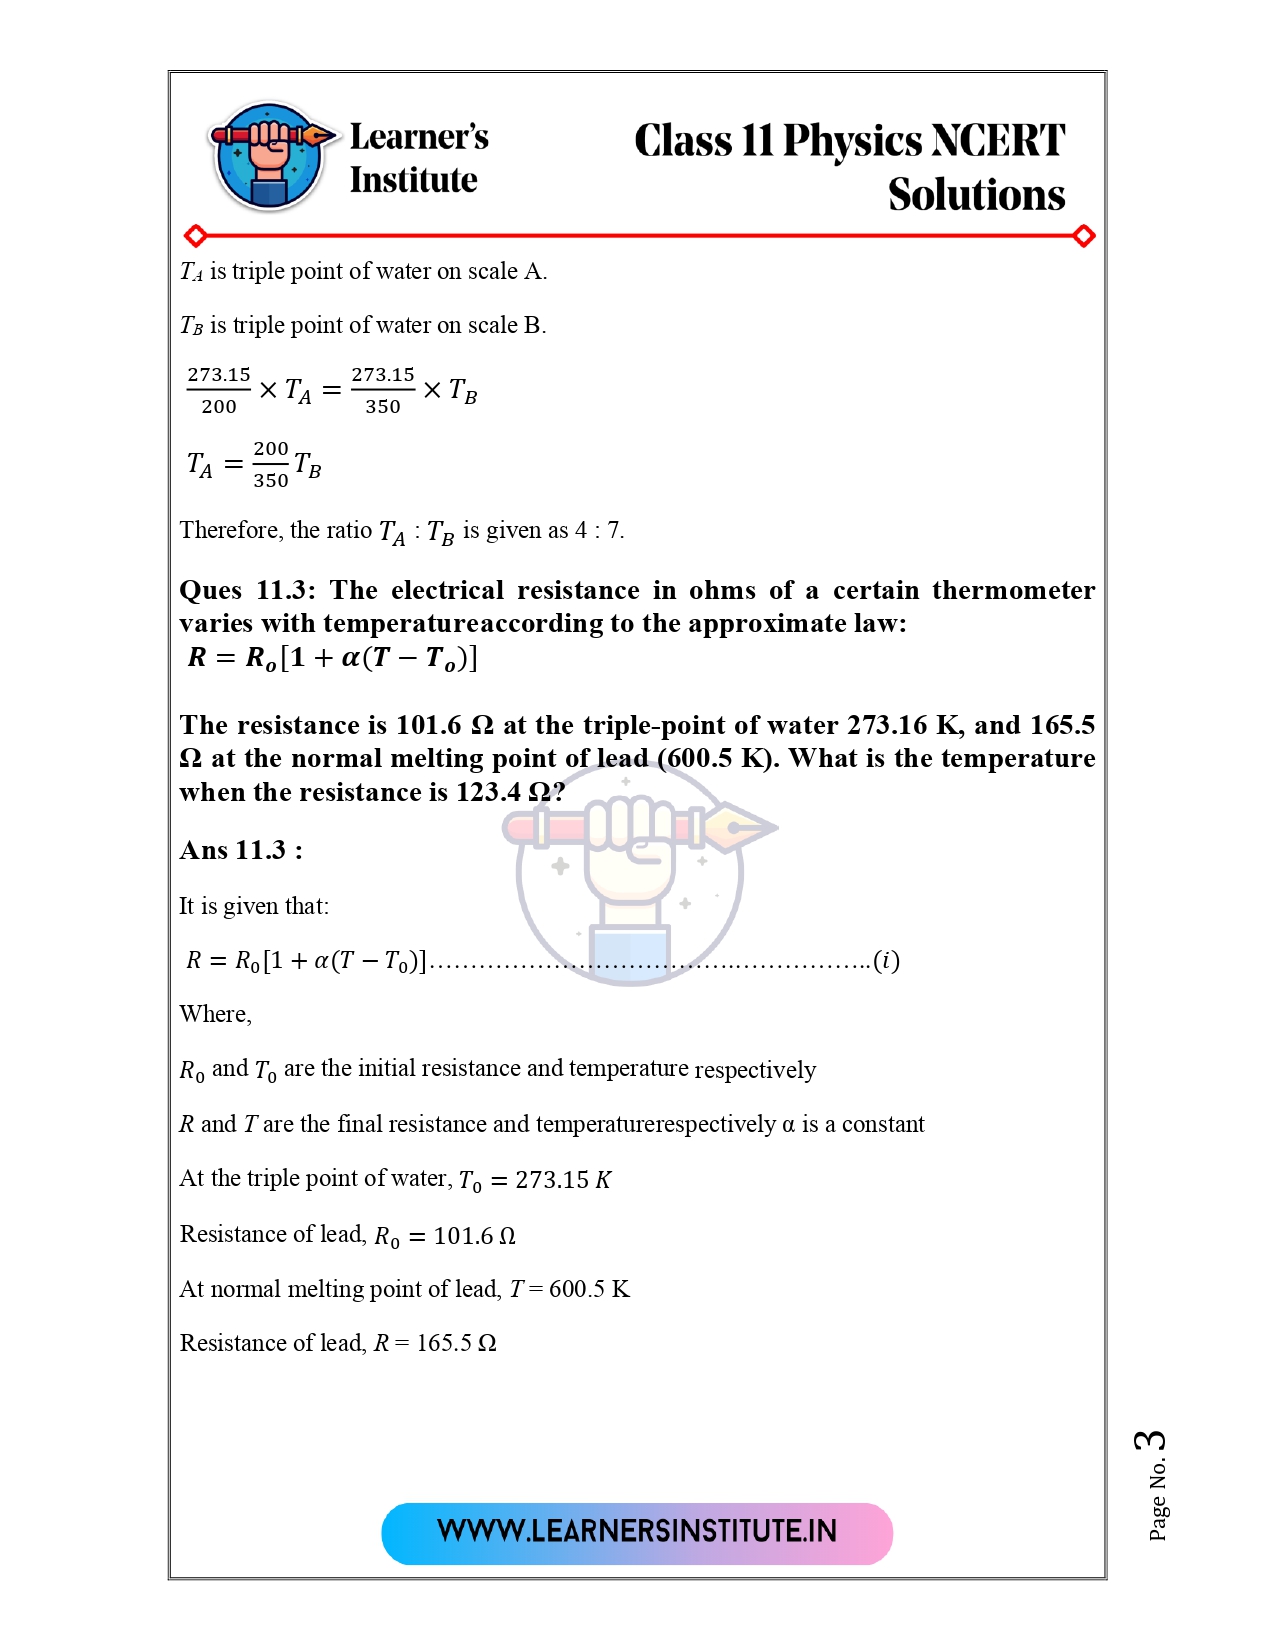 Learner's
Institute
Class 11 Physics NCERT
Solutions
T_A is triple point of water on scale A.
T_B is triple point of water on scale B.
273.15/200 × T_A = 273.15/350 × T_B
T_A = 200/350 T_B
Therefore, the ratio T_A : T_B is given as 4 : 7.
Ques 11.3: The electrical resistance in ohms of a certain thermometer
varies with temperatureaccording to the approximate law:
R = R_o[1 + α(T − T_o)]
The resistance is 101.6 Ω at the triple-point of water 273.16 K, and 165.5
Ω at the normal melting point of lead (600.5 K). What is the temperature
when the resistance is 123.4 Ω?
Ans 11.3 :
It is given that:
R = R_0[1 + α(T − T_0)]……………………………….……………..(i)
Where,
R_0 and T_0 are the initial resistance and temperature respectively
R and T are the final resistance and temperaturerespectively α is a constant
At the triple point of water, T_0 = 273.15 K
Resistance of lead, R_0 = 101.6 Ω
At normal melting point of lead, T = 600.5 K
Resistance of lead, R = 165.5 Ω
Page No. 3
WWW.LEARNERSINSTITUTE.IN